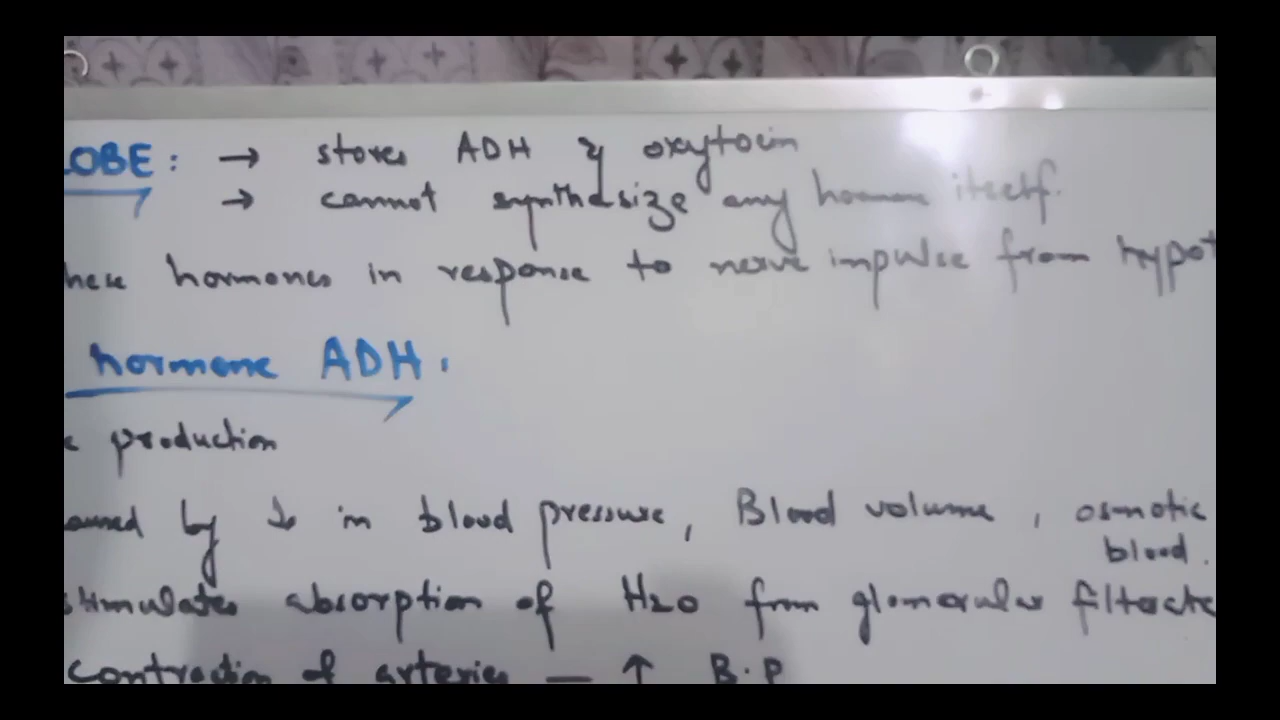 LOBE: → stores ADH & oxytocin
→ cannot synthesize any hormone itself.
these hormones in response to nerve impulse from hypot
hormone ADH.
production
by ↓ in blood pressure, Blood volume, osmotic
blood.
stimulates absorption of H2O from glomerular filterate
contraction of arteries — ↑ B.P